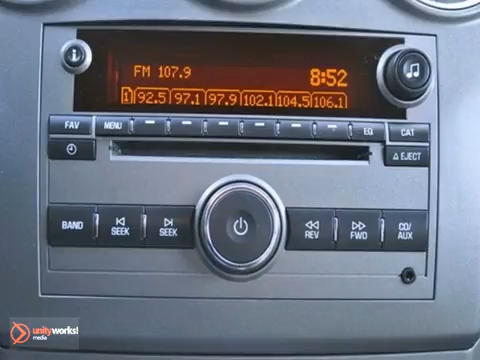 i
FM 107.9 8:52
1 92.5 97.1 97.9 102.1 104.5 106.1
FAV MENU EQ CAT
EJECT
BAND SEEK SEEK REV FWD CD/AUX
unityworks!
media